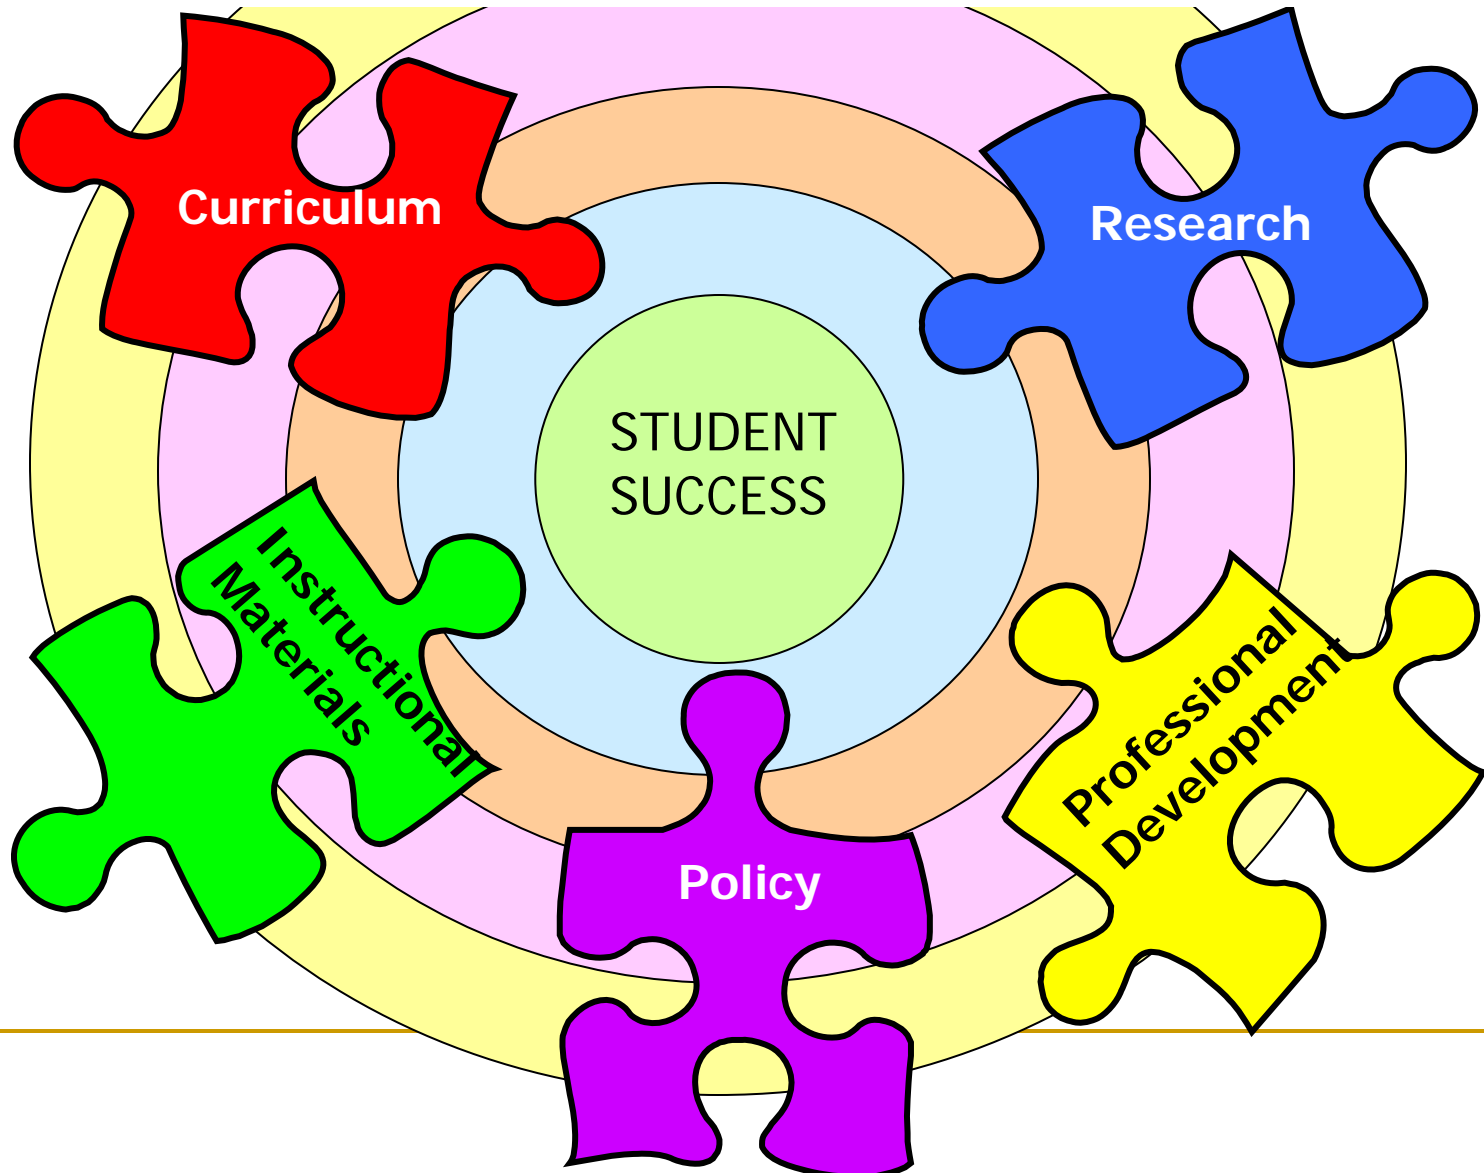 Curriculum
Research
STUDENT
SUCCESS
Instructional
Materials
Professional
Development
Policy